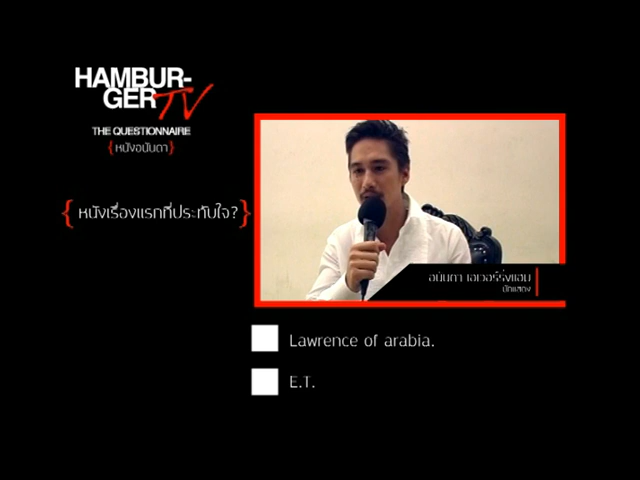 HAMBUR-
GER TV
THE QUESTIONNAIRE
{หนังอนันดา}
{หนังเรื่องแรกที่ประทับใจ?}
อนันดา เอเวอร์ริ่งแฮม
นักแสดง
Lawrence of arabia.
E.T.